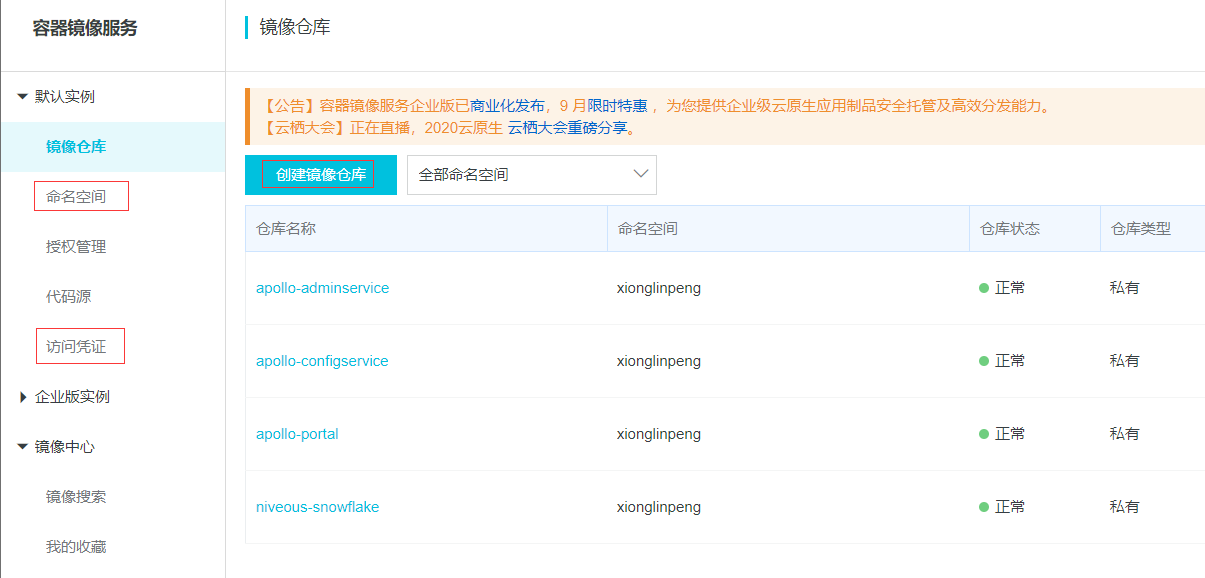 容器镜像服务
镜像仓库
默认实例
镜像仓库
命名空间
授权管理
代码源
访问凭证
企业版实例
镜像中心
镜像搜索
我的收藏
【公告】容器镜像服务企业版已商业化发布，9 月限时特惠 ，为您提供企业级云原生应用制品安全托管及高效分发能力。
【云栖大会】正在直播，2020云原生 云栖大会重磅分享。
创建镜像仓库 全部命名空间
仓库名称 命名空间 仓库状态 仓库类型
apollo-adminservice xionglinpeng 正常 私有
apollo-configservice xionglinpeng 正常 私有
apollo-portal xionglinpeng 正常 私有
niveous-snowflake xionglinpeng 正常 私有